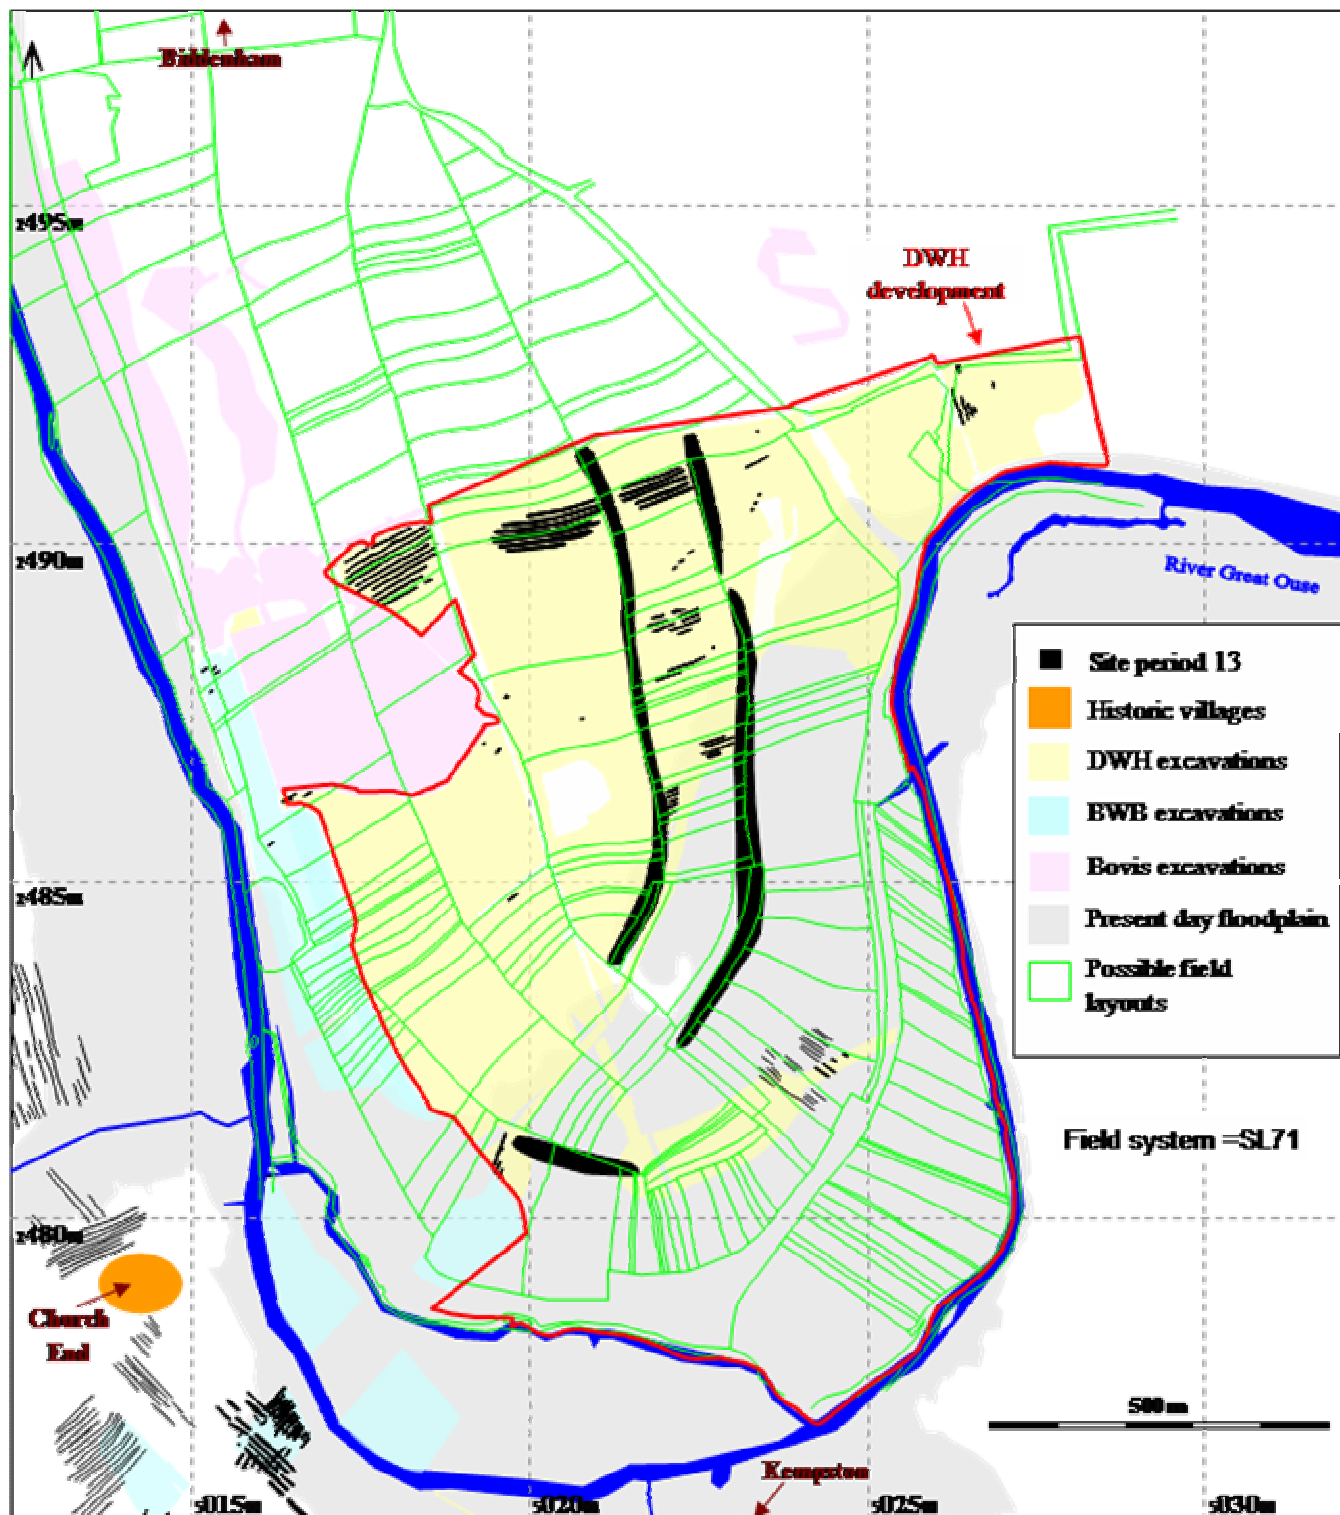 Biddenham
DWH
development
River Great Ouse
Site period 13
Historic villages
DWH excavations
BWB excavations
Bovis excavations
Present day floodplain
Possible field
layouts
Field system =SL71
Church
End
500m
Kempston
s015m
s020m
s025m
s030m
r495m
r490m
r485m
r480m